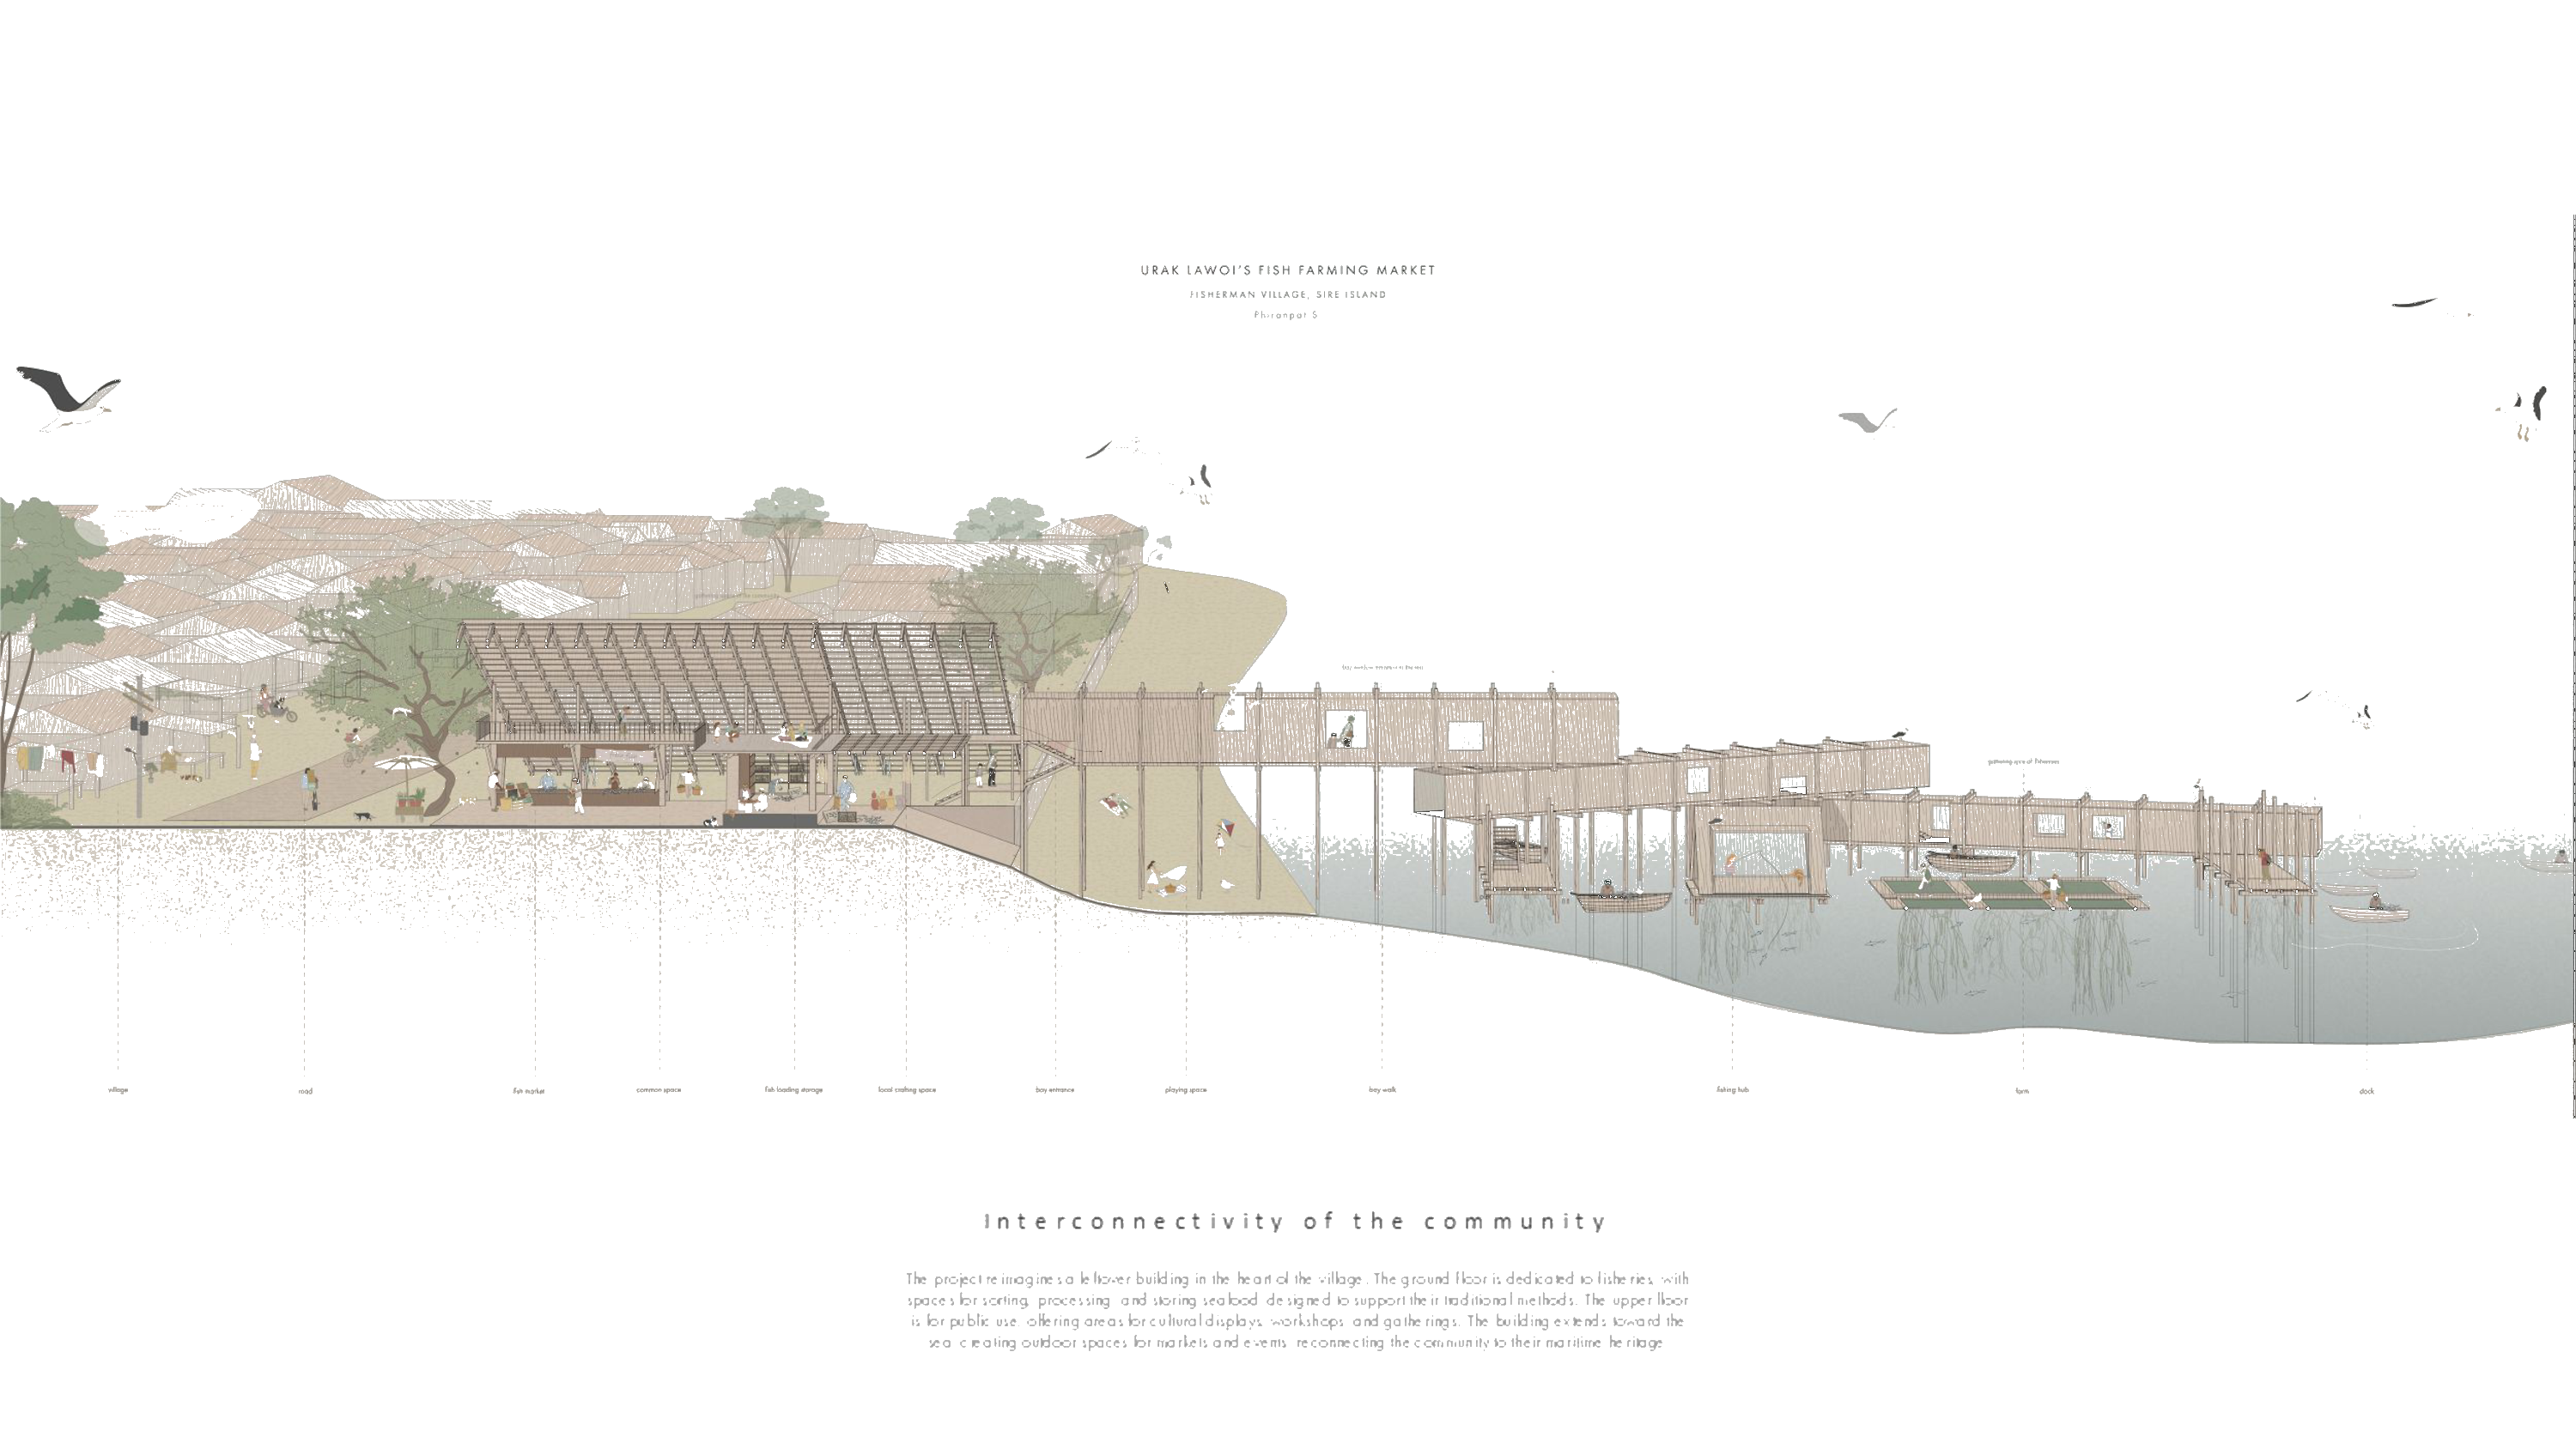 URAK LAWOI'S FISH FARMING MARKET
FISHERMAN VILLAGE, SIRE ISLAND
Phiranpat S
gathering space of the community
gathering space of fishermen
village
road
fish market
common space
fish loading storage
local crafting space
bay entrance
playing space
bay walk
fishing hub
farm
dock
Interconnectivity of the community
The project reimagines a leftover building in the heart of the village. The ground floor is dedicated to fisheries, with
spaces for sorting, processing, and storing seafood, designed to support their traditional methods. The upper floor
is for public use, offering areas for cultural displays, workshops, and gatherings. The building extends toward the
sea, creating outdoor spaces for markets and events, reconnecting the community to their maritime heritage